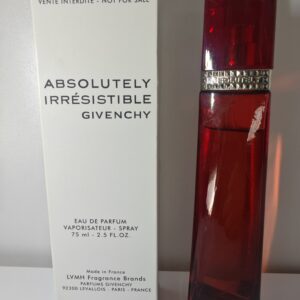 VENTE INTERDITE - NOT FOR SALE
ABSOLUTELY
IRRÉSISTIBLE
GIVENCHY
EAU DE PARFUM
VAPORISATEUR - SPRAY
75 ml - 2.5 FL.OZ.
Made in France
LVMH Fragrance Brands
PARFUMS GIVENCHY
92300 LEVALLOIS - PARIS - FRANCE
ABSOLUTELY